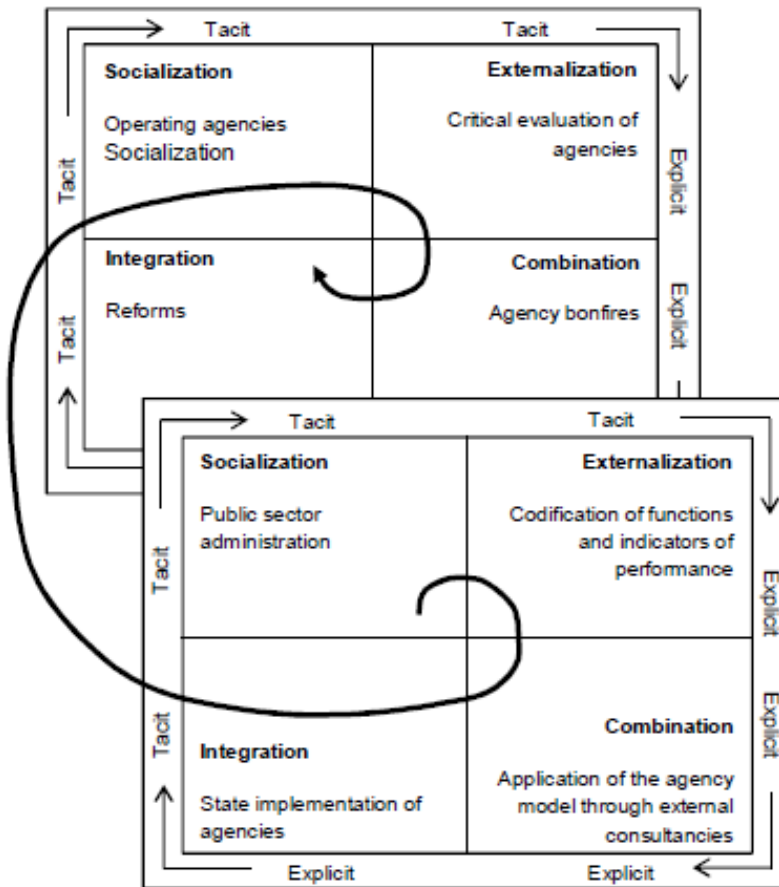 Tacit Tacit
Socialization Externalization
Operating agencies Critical evaluation of
Socialization agencies
Tacit Explicit
Integration Combination
Reforms Agency bonfires
Tacit Explicit
Tacit Tacit
Socialization Externalization
Public sector Codification of functions
administration and indicators of
performance
Tacit Explicit
Integration Combination
State implementation of Application of the agency
agencies model through external
consultancies
Tacit Explicit
Explicit Explicit